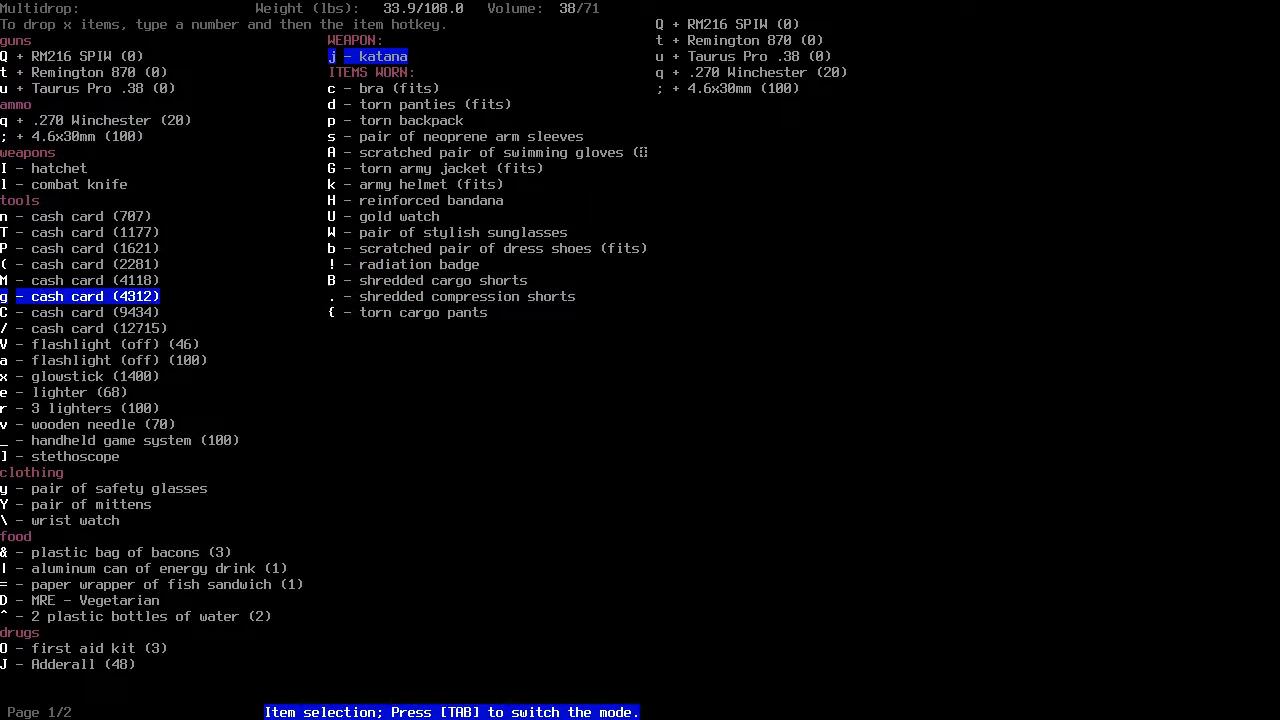 Multidrop: Weight (lbs): 33.9/108.0 Volume: 38/71
To drop x items, type a number and then the item hotkey.
guns
Q + RM216 SPIW (0)
t + Remington 870 (0)
u + Taurus Pro .38 (0)
ammo
q + .270 Winchester (20)
; + 4.6x30mm (100)
weapons
I - hatchet
l - combat knife
tools
n - cash card (707)
T - cash card (1177)
P - cash card (1621)
( - cash card (2281)
M - cash card (4118)
g - cash card (4312)
C - cash card (9434)
/ - cash card (12715)
V - flashlight (off) (46)
a - flashlight (off) (100)
x - glowstick (1400)
e - lighter (68)
r - 3 lighters (100)
v - wooden needle (70)
_ - handheld game system (100)
] - stethoscope
clothing
y - pair of safety glasses
Y - pair of mittens
\ - wrist watch
food
& - plastic bag of bacons (3)
| - aluminum can of energy drink (1)
= - paper wrapper of fish sandwich (1)
D - MRE - Vegetarian
^ - 2 plastic bottles of water (2)
drugs
O - first aid kit (3)
J - Adderall (48)
WEAPON:
j - katana
ITEMS WORN:
c - bra (fits)
d - torn panties (fits)
p - torn backpack
s - pair of neoprene arm sleeves
A - scratched pair of swimming gloves (
G - torn army jacket (fits)
k - army helmet (fits)
H - reinforced bandana
U - gold watch
W - pair of stylish sunglasses
b - scratched pair of dress shoes (fits)
! - radiation badge
B - shredded cargo shorts
. - shredded compression shorts
{ - torn cargo pants
Q + RM216 SPIW (0)
t + Remington 870 (0)
u + Taurus Pro .38 (0)
q + .270 Winchester (20)
; + 4.6x30mm (100)
Page 1/2
Item selection; Press [TAB] to switch the mode.